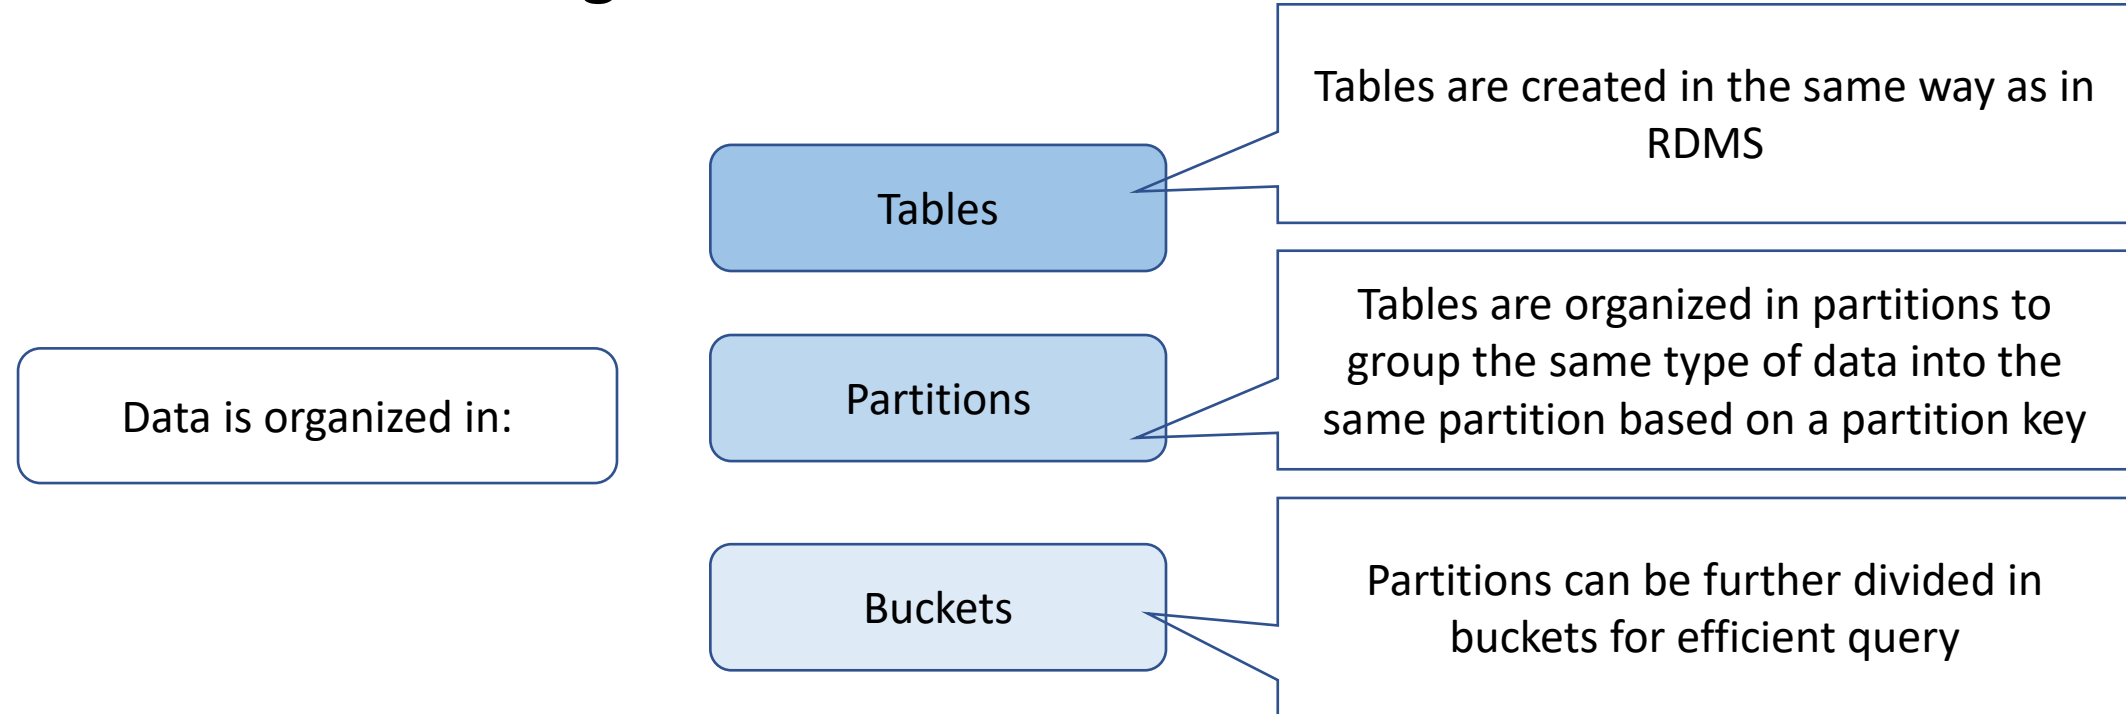 Data is organized in:
Tables
Tables are created in the same way as in
RDMS
Partitions
Tables are organized in partitions to
group the same type of data into the
same partition based on a partition key
Buckets
Partitions can be further divided in
buckets for efficient query